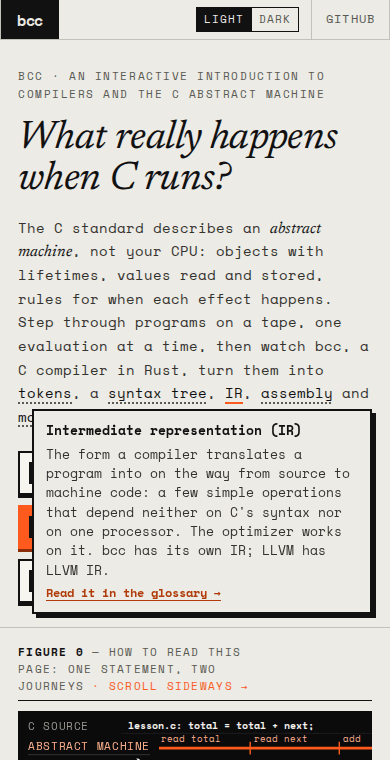 bcc
LIGHT DARK
GITHUB
BCC · AN INTERACTIVE INTRODUCTION TO
COMPILERS AND THE C ABSTRACT MACHINE
What really happens
when C runs?
The C standard describes an abstract
machine, not your CPU: objects with
lifetimes, values read and stored,
rules for when each effect happens.
Step through programs on a tape, one
evaluation at a time, then watch bcc, a
C compiler in Rust, turn them into
tokens, a syntax tree, IR, assembly and
Intermediate representation (IR)
The form a compiler translates a
program into on the way from source to
machine code: a few simple operations
that depend neither on C's syntax nor
on one processor. The optimizer works
on it. bcc has its own IR; LLVM has
LLVM IR.
Read it in the glossary →
FIGURE 0 — HOW TO READ THIS
PAGE: ONE STATEMENT, TWO
JOURNEYS · SCROLL SIDEWAYS →
C SOURCE lesson.c: total = total + next;
ABSTRACT MACHINE read total read next add